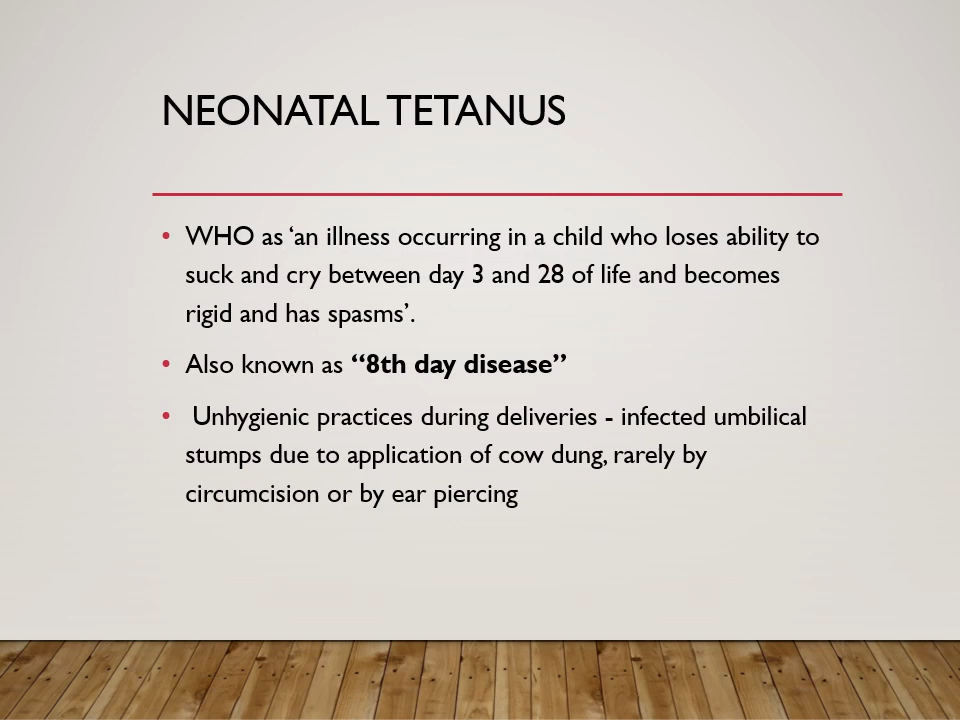 NEONATAL TETANUS
• WHO as ‘an illness occurring in a child who loses ability to
suck and cry between day 3 and 28 of life and becomes
rigid and has spasms’.
• Also known as “8th day disease”
• Unhygienic practices during deliveries - infected umbilical
stumps due to application of cow dung, rarely by
circumcision or by ear piercing